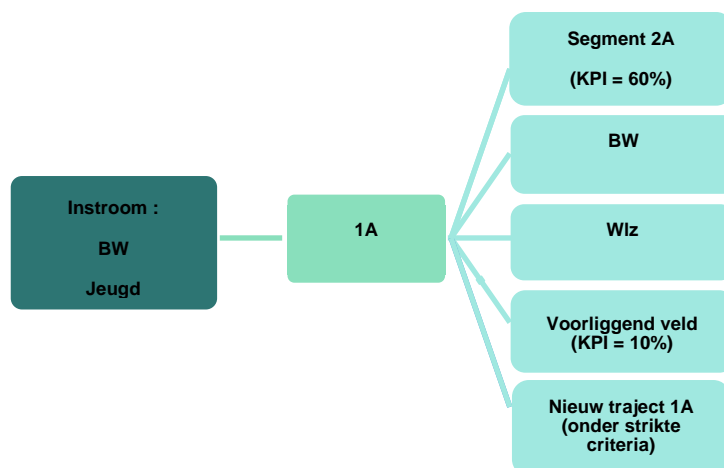 Instroom :
BW
Jeugd
1A
Segment 2A
(KPI = 60%)
BW
Wlz
Voorliggend veld
(KPI = 10%)
Nieuw traject 1A
(onder strikte
criteria)